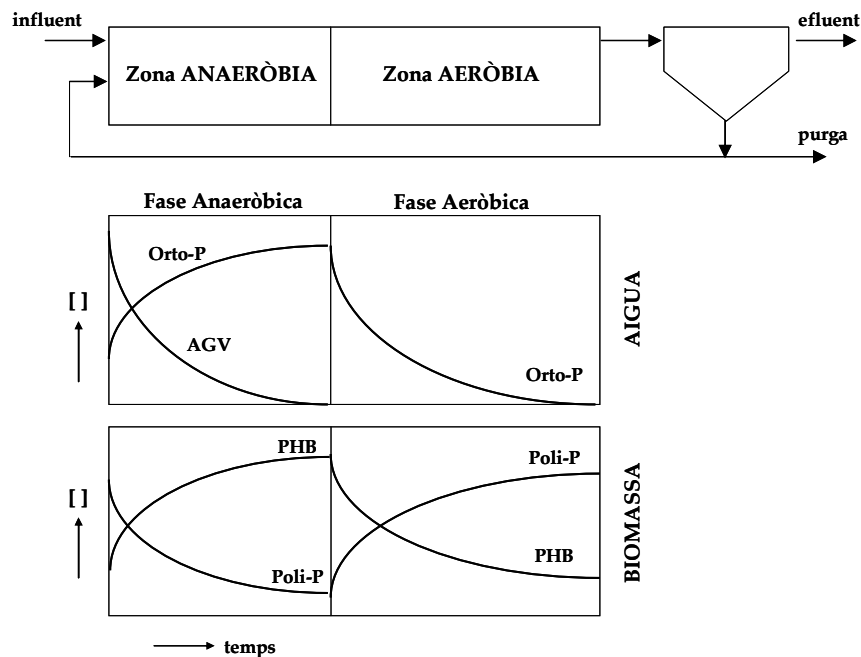 influent
efluent
Zona ANAERÒBIA
Zona AERÒBIA
purga
Fase Anaeròbica
Fase Aeròbica
Orto-P
[ ]
AGV
Orto-P
AIGUA
PHB
Poli-P
[ ]
Poli-P
PHB
BIOMASSA
temps